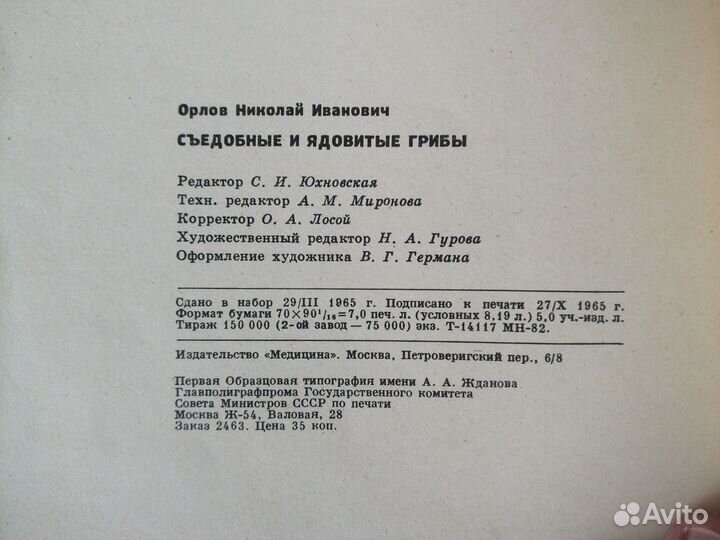 Орлов Николай Иванович
СЪЕДОБНЫЕ И ЯДОВИТЫЕ ГРИБЫ
Редактор С. И. Юхновская
Техн. редактор А. М. Миронова
Корректор О. А. Лосой
Художественный редактор Н. А. Гурова
Оформление художника В. Г. Германа
Сдано в набор 29/III 1965 г. Подписано к печати 27/X 1965 г.
Формат бумаги 70×90¹/₁₆=7,0 печ. л. (условных 8,19 л.) 5,0 уч.-изд. л.
Тираж 150 000 (2-ой завод — 75 000) экз. Т-14117 МН-82.
Издательство «Медицина». Москва, Петроверигский пер., 6/8
Первая Образцовая типография имени А. А. Жданова
Главполиграфпрома Государственного комитета
Совета Министров СССР по печати
Москва Ж-54, Валовая, 28
Заказ 2463. Цена 35 коп.
Avito